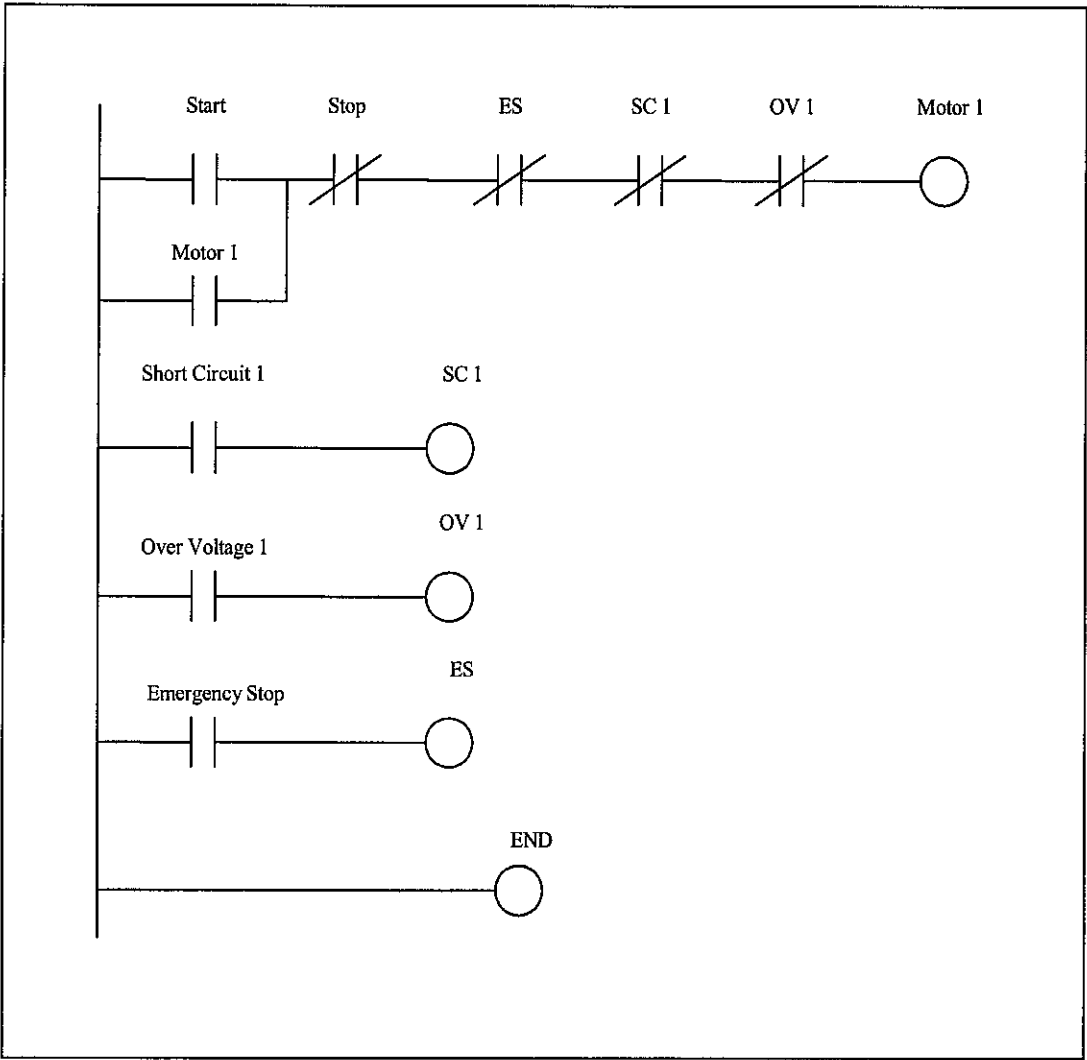 Start Stop ES SC 1 OV 1 Motor 1
Motor 1
Short Circuit 1 SC 1
OV 1
Over Voltage 1
ES
Emergency Stop
END